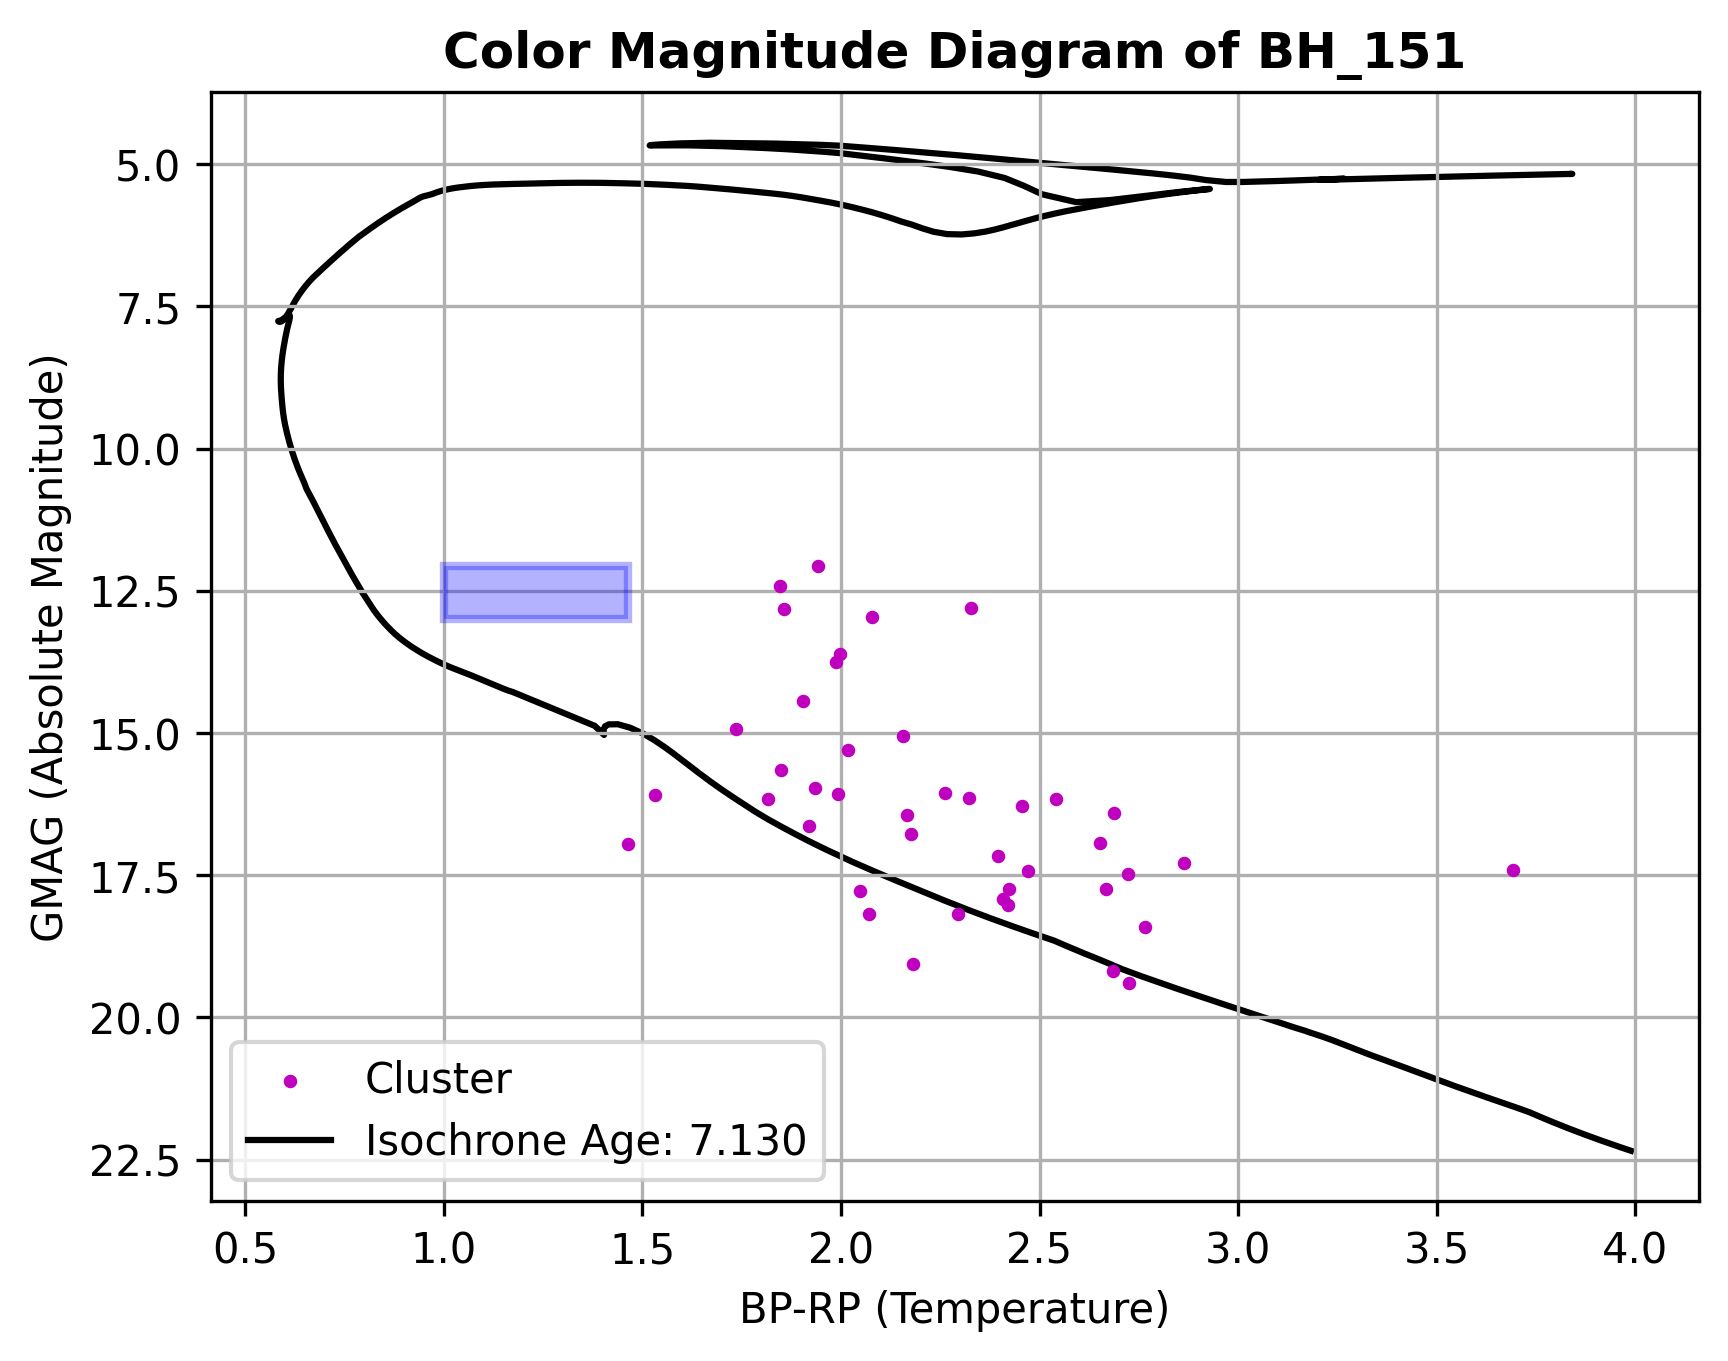 Color Magnitude Diagram of BH_151
GMAG (Absolute Magnitude)
5.0
7.5
10.0
12.5
15.0
17.5
20.0
22.5
Cluster
Isochrone Age: 7.130
0.5 1.0 1.5 2.0 2.5 3.0 3.5 4.0
BP-RP (Temperature)